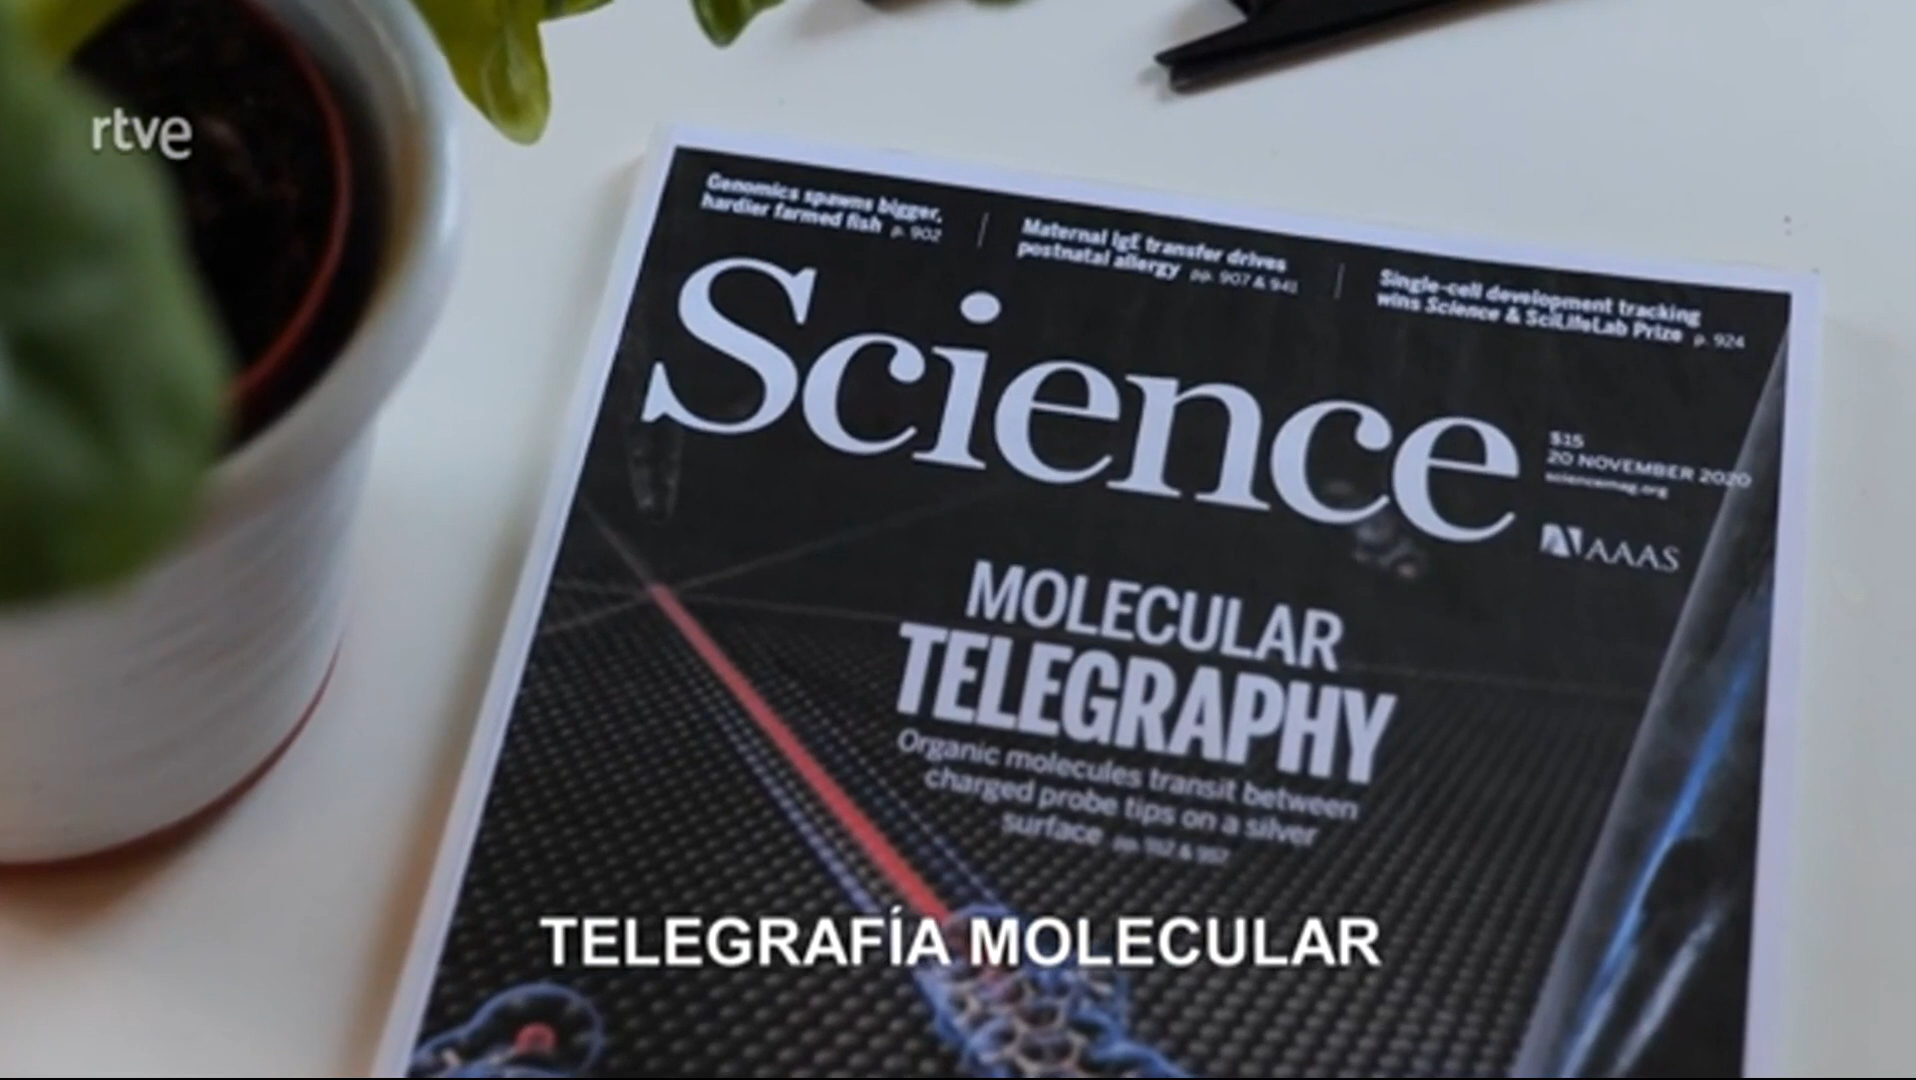 rtve
Genomics spawns bigger,
hardier farmed fish p. 902
Maternal IgE transfer drives
postnatal allergy pp. 907 & 941
Single-cell development tracking
wins Science & SciLifeLab Prize p. 924
Science
$15
20 NOVEMBER 2020
sciencemag.org
AAAS
MOLECULAR
TELEGRAPHY
Organic molecules transit between
charged probe tips on a silver
surface
TELEGRAFÍA MOLECULAR